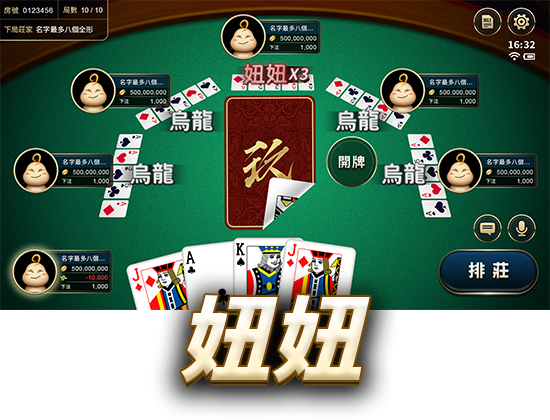 房號 0123456 局數 10 / 10
下局莊家 名字最多八個全形
16:32
名字最多八個...
500,000,000
下注 1,000
妞妞 X3
名字最多八個...
500,000,000
下注 1,000
名字最多八個...
500,000,000
下注 1,000
烏龍
烏龍
玖
開牌
名字最多八個...
500,000,000
下注 1,000
烏龍
烏龍
名字最多八個...
500,000,000
下注 1,000
名字最多八個...
500,000,000
-10,000
下注 1,000
排莊
J A K J
妞妞